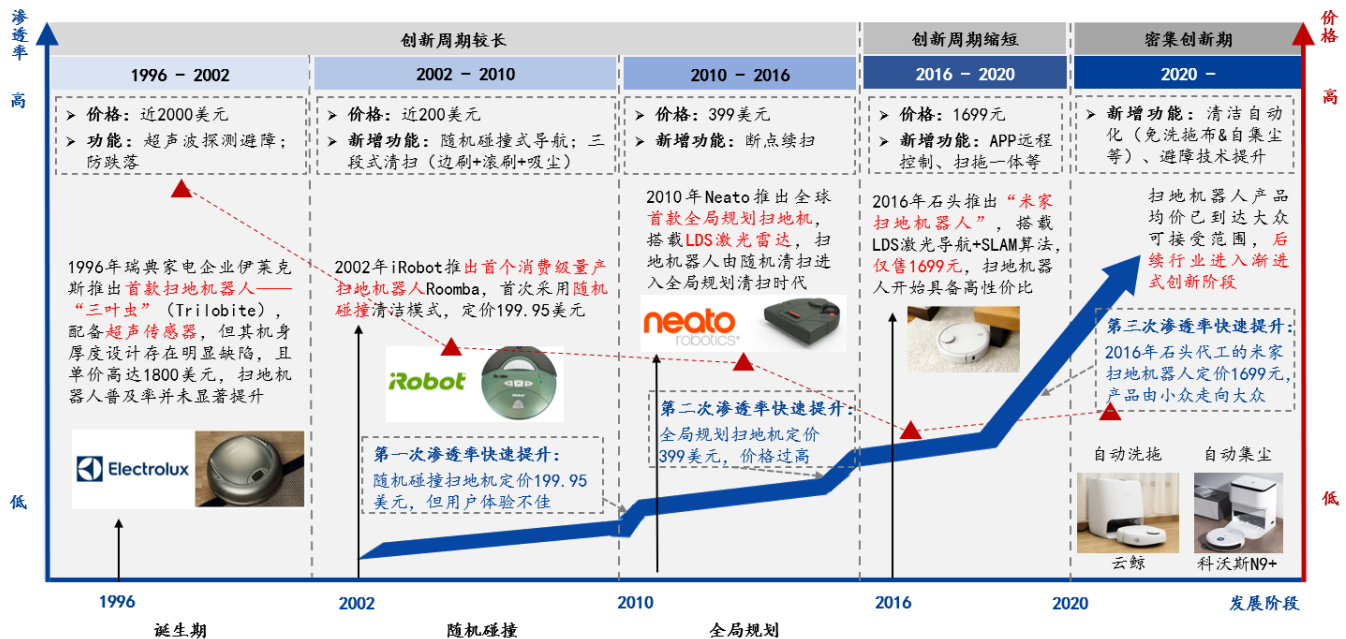 渗透率
高
低
价格
高
低
创新周期较长
创新周期缩短
密集创新期
1996 - 2002
2002 - 2010
2010 - 2016
2016 - 2020
2020 -
➢ 价格：近2000美元
➢ 功能：超声波探测避障；
防跌落
➢ 价格：近200美元
➢ 新增功能：随机碰撞式导航；三
段式清扫（边刷+滚刷+吸尘）
➢ 价格：399美元
➢ 新增功能：断点续扫
➢ 价格：1699元
➢ 新增功能：APP远程
控制、扫拖一体等
➢ 新增功能：清洁自动
化（免洗拖布&自集尘
等）、避障技术提升
1996年瑞典家电企业伊莱克
斯推出首款扫地机器人——
“三叶虫”（Trilobite），
配备超声传感器，但其机身
厚度设计存在明显缺陷，且
单价高达1800美元，扫地机
器人普及率并未显著提升
Electrolux
2002年iRobot推出首个消费级量产
扫地机器人Roomba，首次采用随机
碰撞清洁模式，定价199.95美元
iRobot
第一次渗透率快速提升：
随机碰撞扫地机定价199.95
美元，但用户体验不佳
2010年Neato推出全球
首款全局规划扫地机，
搭载LDS激光雷达，扫
地机器人由随机清扫进
入全局规划清扫时代
neato
robotics
第二次渗透率快速提升：
全局规划扫地机定价
399美元，价格过高
2016年石头推出“米家
扫地机器人”，搭载
LDS激光导航+SLAM算法，
仅售1699元，扫地机器
人开始具备高性价比
扫地机器人产品
均价已到达大众
可接受范围，后
续行业进入渐进
式创新阶段
第三次渗透率快速提升：
2016年石头代工的米家
扫地机器人定价1699元，
产品由小众走向大众
自动洗拖
自动集尘
云鲸
科沃斯N9+
1996
2002
2010
2016
2020
发展阶段
诞生期
随机碰撞
全局规划